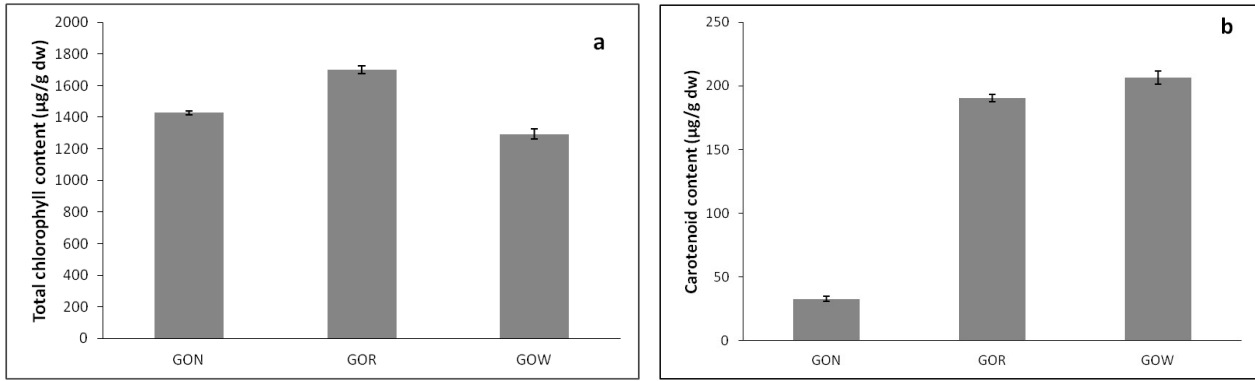 a
Total chlorophyll content (µg/g dw)
2000
1800
1600
1400
1200
1000
800
600
400
200
0
GON GOR GOW
b
Carotenoid content (µg/g dw)
250
200
150
100
50
0
GON GOR GOW